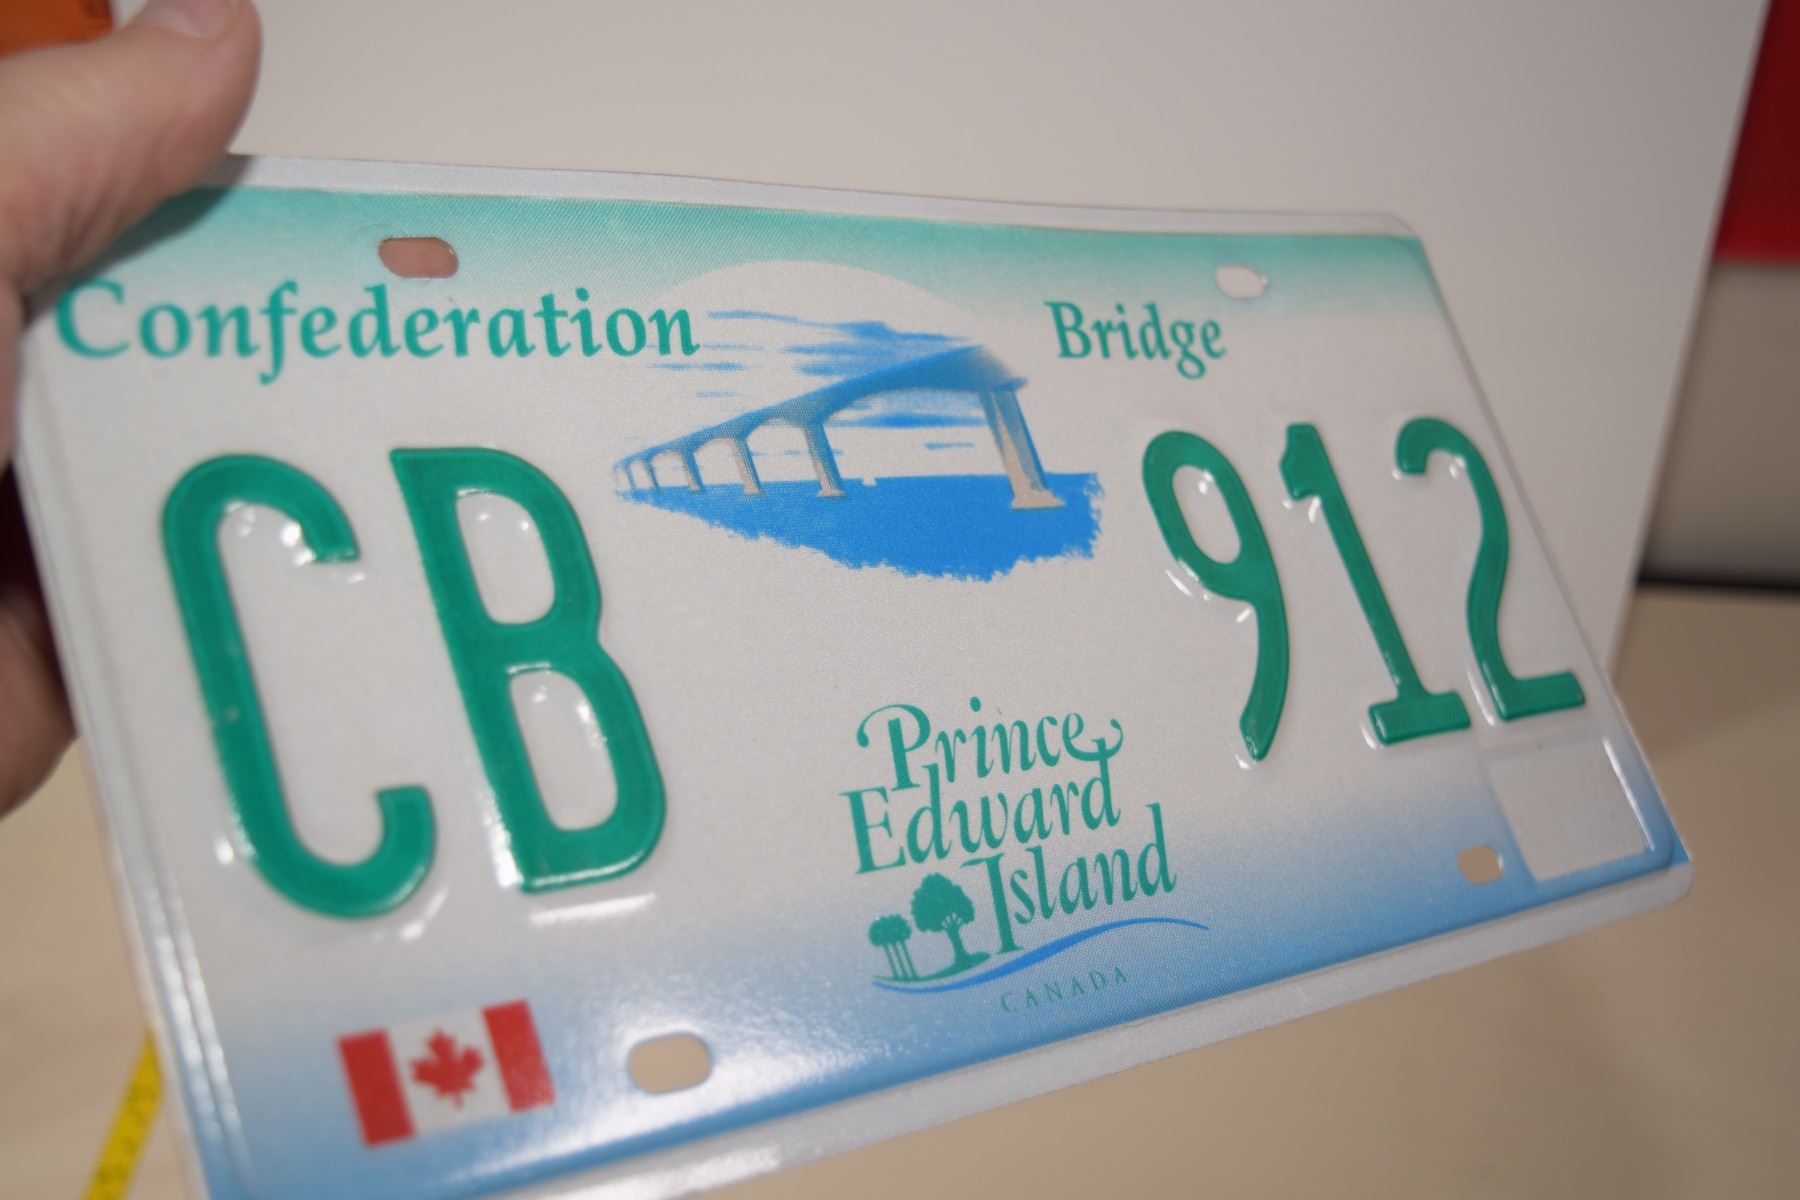 Confederation Bridge
CB 912
Prince
Edward
Island
CANADA